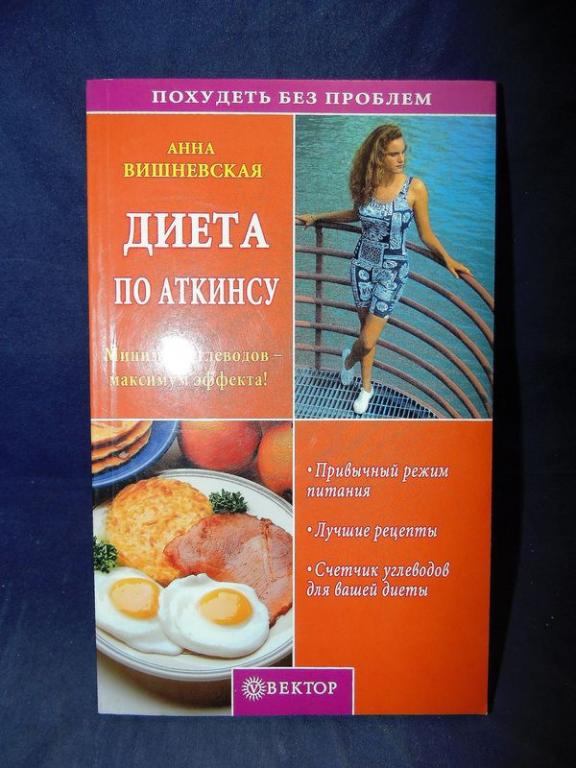 ПОХУДЕТЬ БЕЗ ПРОБЛЕМ
АННА
ВИШНЕВСКАЯ
ДИЕТА
ПО АТКИНСУ
максимум эффекта!
• Привычный режим
питания
• Лучшие рецепты
• Счетчик углеводов
для вашей диеты
V ВЕКТОР